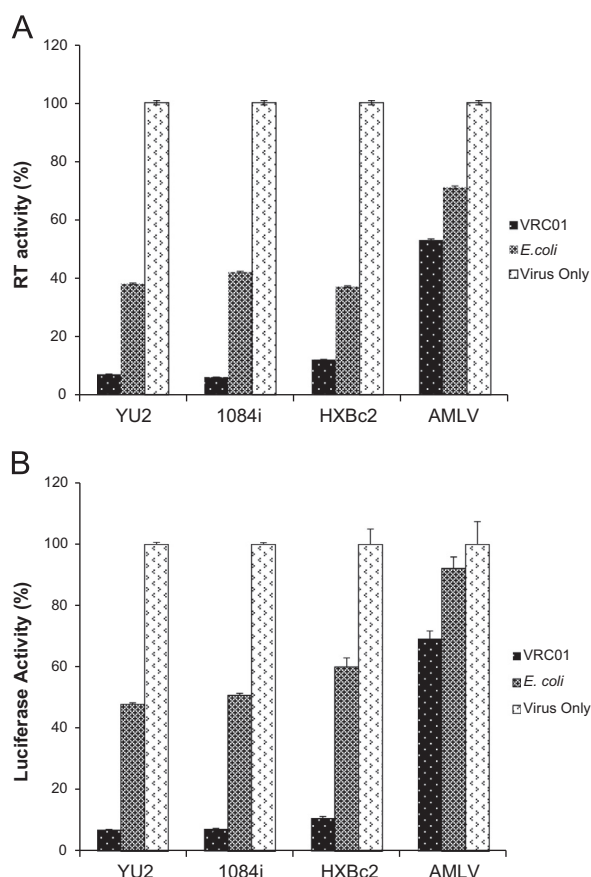 A
120
100
80
60
40
20
0
RT activity (%)
YU2 1084i HXBc2 AMLV
VRC01
E.coli
Virus Only
B
120
100
80
60
40
20
0
Luciferase Activity (%)
YU2 1084i HXBc2 AMLV
VRC01
E. coli
Virus Only